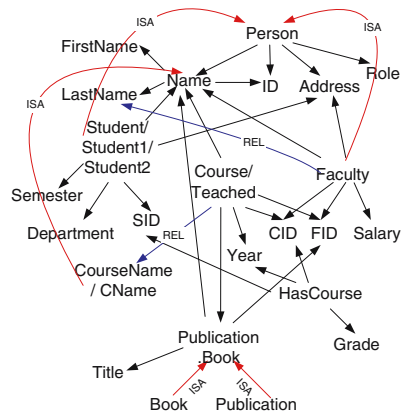 ISA
Person
ISA
FirstName
Role
ISA
Name
ID
Address
LastName
Student/
Student1/
Student2
REL
Course/
Teached
Faculty
Semester
SID
Department
REL
CID
FID
Salary
Year
CourseName
/ CName
HasCourse
Publication
.Book
Grade
Title
ISA
ISA
Book
Publication